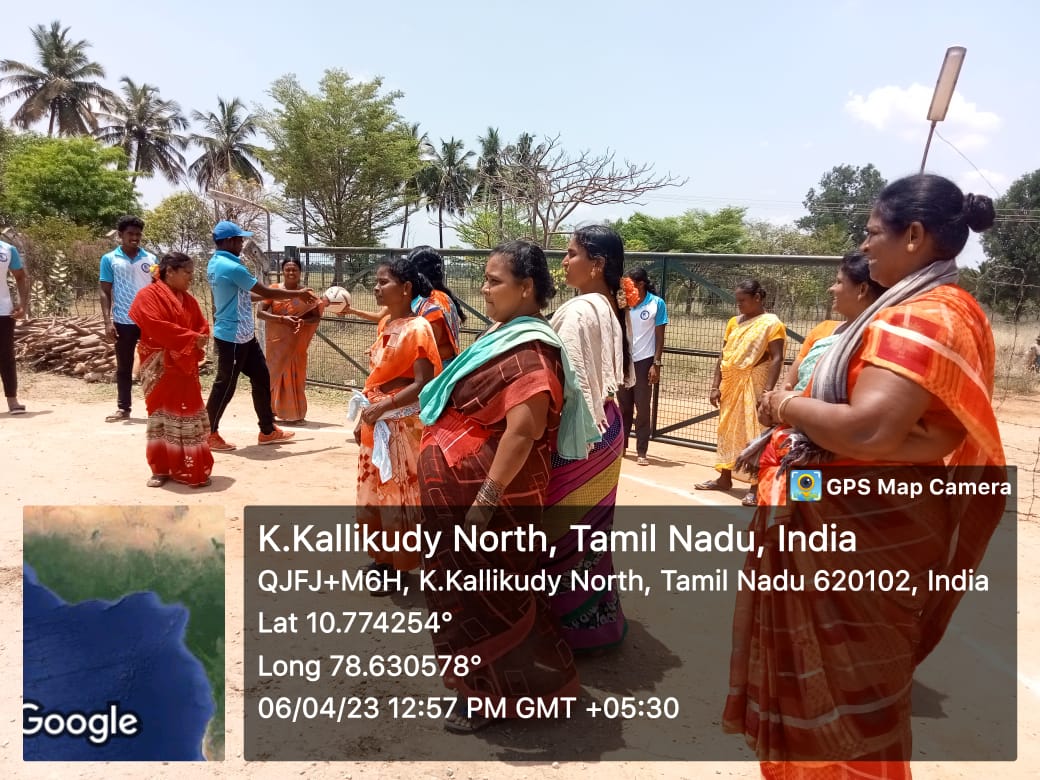 GPS Map Camera
K.Kallikudy North, Tamil Nadu, India
QJFJ+M6H, K.Kallikudy North, Tamil Nadu 620102, India
Lat 10.774254°
Long 78.630578°
06/04/23 12:57 PM GMT +05:30
Google